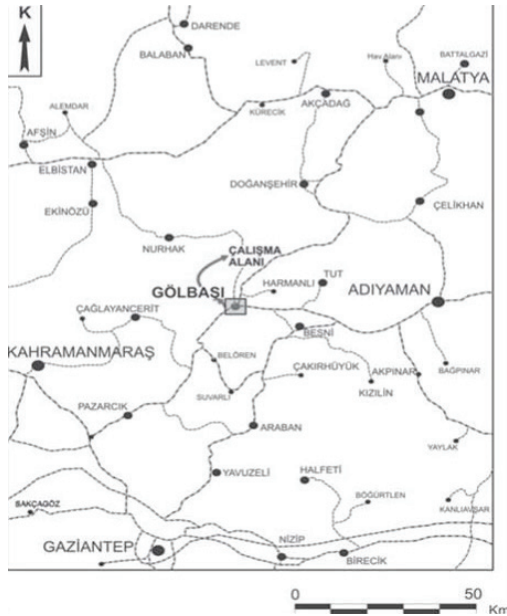 K
DARENDE
BALABAN
LEVENT
Hav.Alanı
BATTALGAZİ
MALATYA
ALEMDAR
KÜRECİK
AKÇADAĞ
AFŞİN
ELBİSTAN
DOĞANŞEHİR
EKİNÖZÜ
ÇELİKHAN
NURHAK
ÇALIŞMA
ALANI
GÖLBAŞI
HARMANLI
TUT
ADIYAMAN
ÇAĞLAYANCERİT
BESNİ
KAHRAMANMARAŞ
BELÖREN
ÇAKIRHÜYÜK
AKPINAR
BAĞPINAR
SUVARLI
KIZILİN
PAZARCIK
ARABAN
YAYLAK
YAVUZELİ
HALFETİ
BÖĞÜRTLEN
KANLIAVŞAR
BAKÇAGÖZ
GAZİANTEP
NİZİP
BİRECİK
0 50
Km